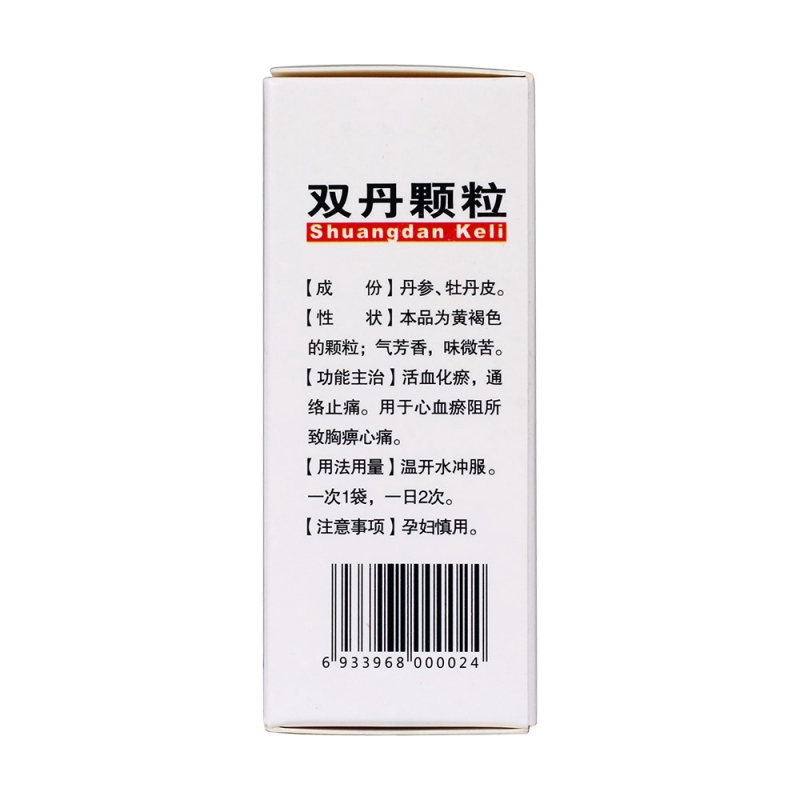 双丹颗粒
Shuangdan Keli
【成　份】丹参、牡丹皮。
【性　状】本品为黄褐色
的颗粒；气芳香，味微苦。
【功能主治】活血化瘀，通
络止痛。用于心血瘀阻所
致胸痹心痛。
【用法用量】温开水冲服。
一次1袋，一日2次。
【注意事项】孕妇慎用。
6 933968 000024